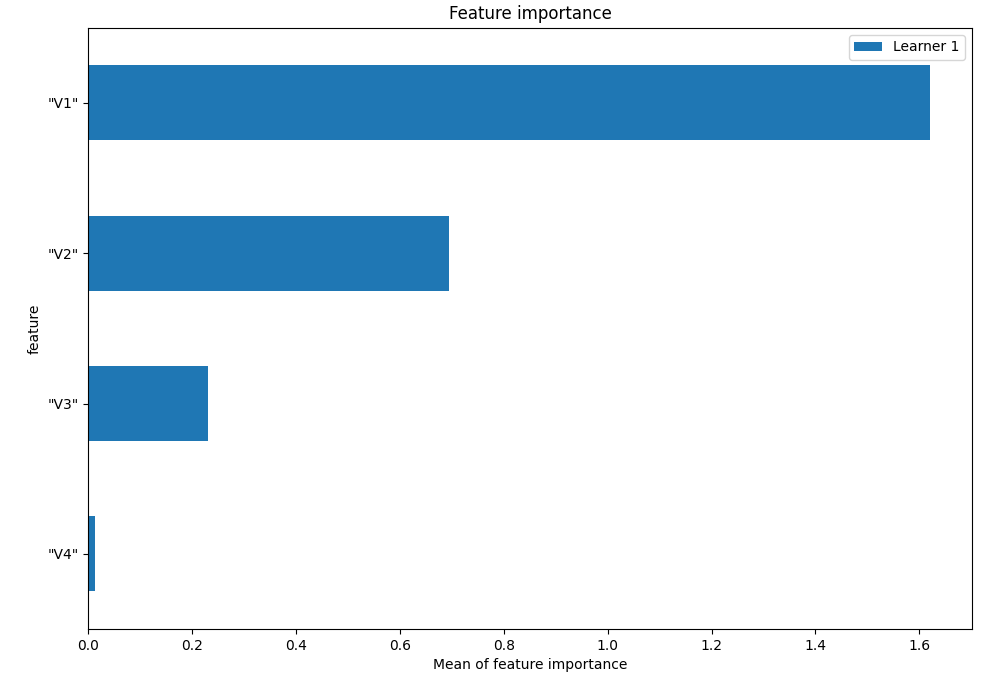 Feature importance
Learner 1
"V1"
"V2"
"V3"
"V4"
feature
0.0 0.2 0.4 0.6 0.8 1.0 1.2 1.4 1.6
Mean of feature importance